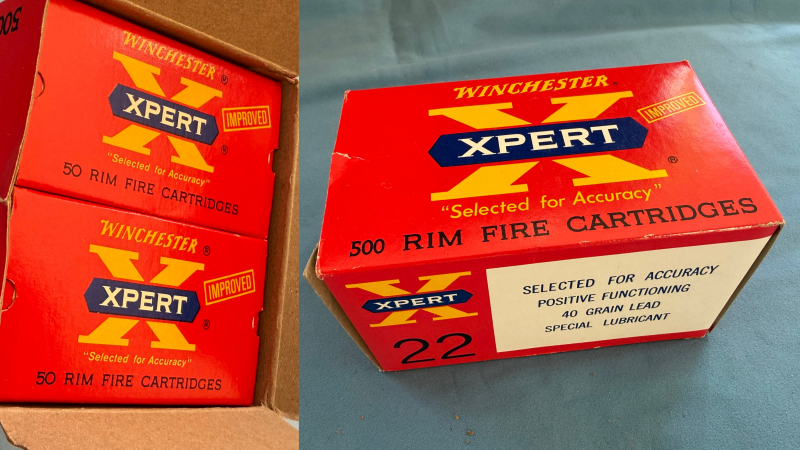 500
WINCHESTER ®
X
XPERT
IMPROVED
®
"Selected for Accuracy"
50 RIM FIRE CARTRIDGES
WINCHESTER ®
X
XPERT
IMPROVED
®
"Selected for Accuracy"
50 RIM FIRE CARTRIDGES
WINCHESTER
X
XPERT
IMPROVED
®
"Selected for Accuracy"
500 RIM FIRE CARTRIDGES
X
XPERT
22
SELECTED FOR ACCURACY
POSITIVE FUNCTIONING
40 GRAIN LEAD
SPECIAL LUBRICANT